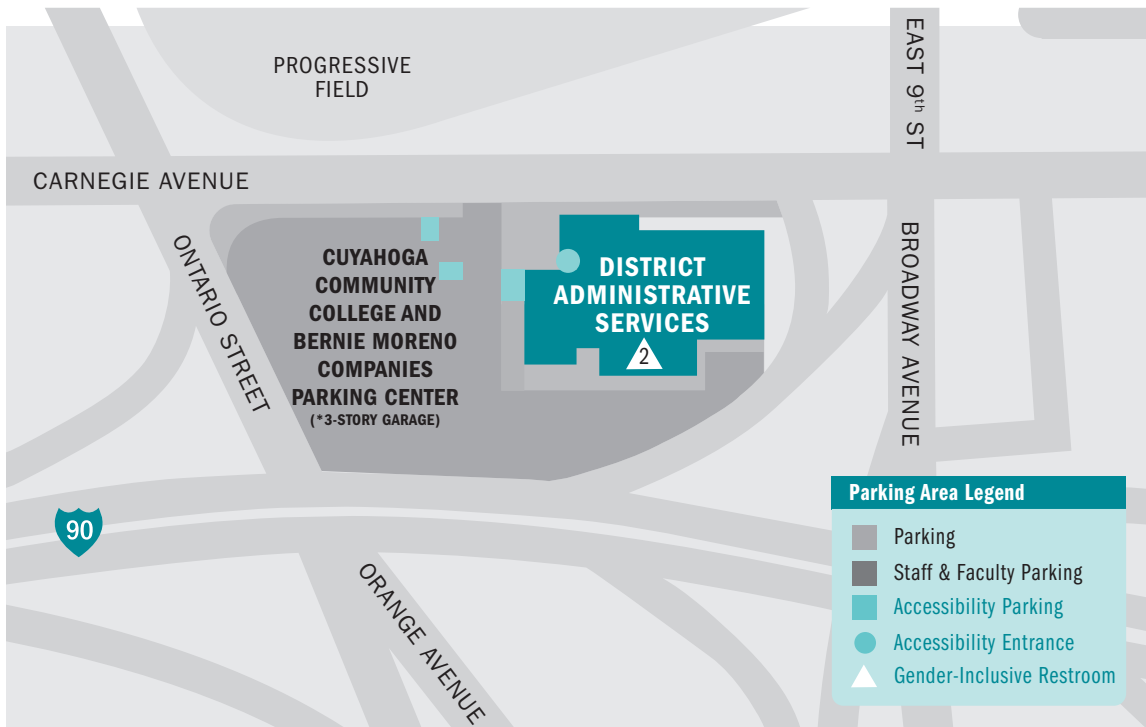 PROGRESSIVE
FIELD
EAST 9th ST
CARNEGIE AVENUE
ONTARIO STREET
CUYAHOGA
COMMUNITY
COLLEGE AND
BERNIE MORENO
COMPANIES
PARKING CENTER
(*3-STORY GARAGE)
DISTRICT
ADMINISTRATIVE
SERVICES
2
BROADWAY AVENUE
90
ORANGE AVENUE
Parking Area Legend
Parking
Staff & Faculty Parking
Accessibility Parking
Accessibility Entrance
Gender-Inclusive Restroom